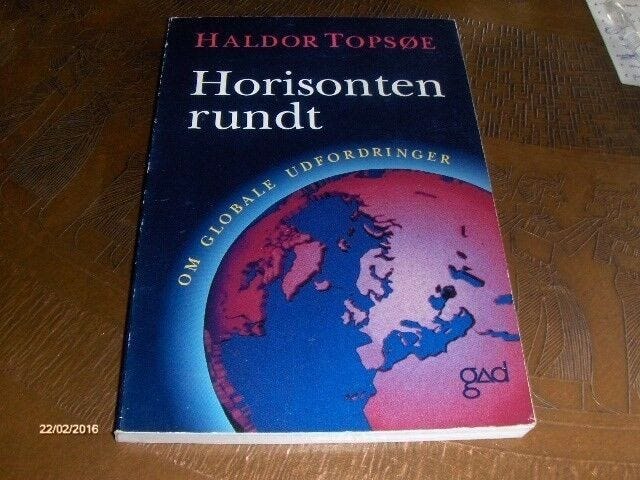 HALDOR TOPSØE
Horisonten
rundt
OM GLOBALE UDFORDRINGER
gad
22/02/2016